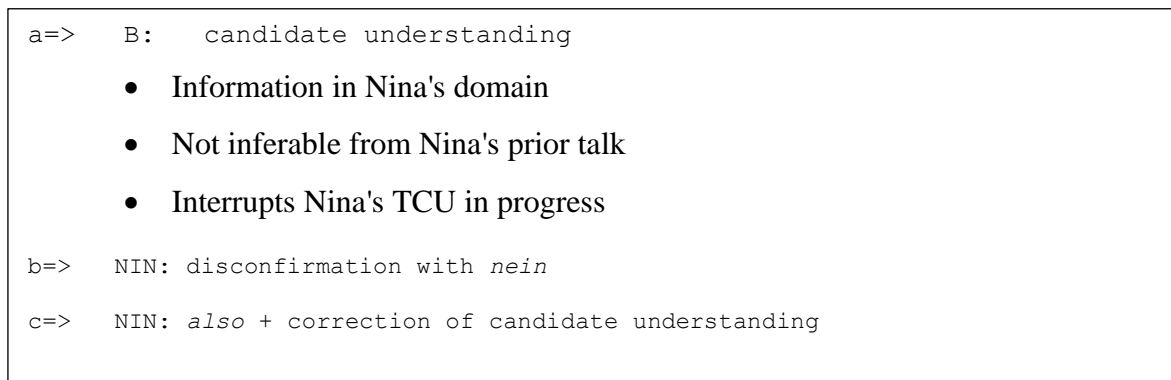 a=> B: candidate understanding
• Information in Nina's domain
• Not inferable from Nina's prior talk
• Interrupts Nina's TCU in progress
b=> NIN: disconfirmation with nein
c=> NIN: also + correction of candidate understanding